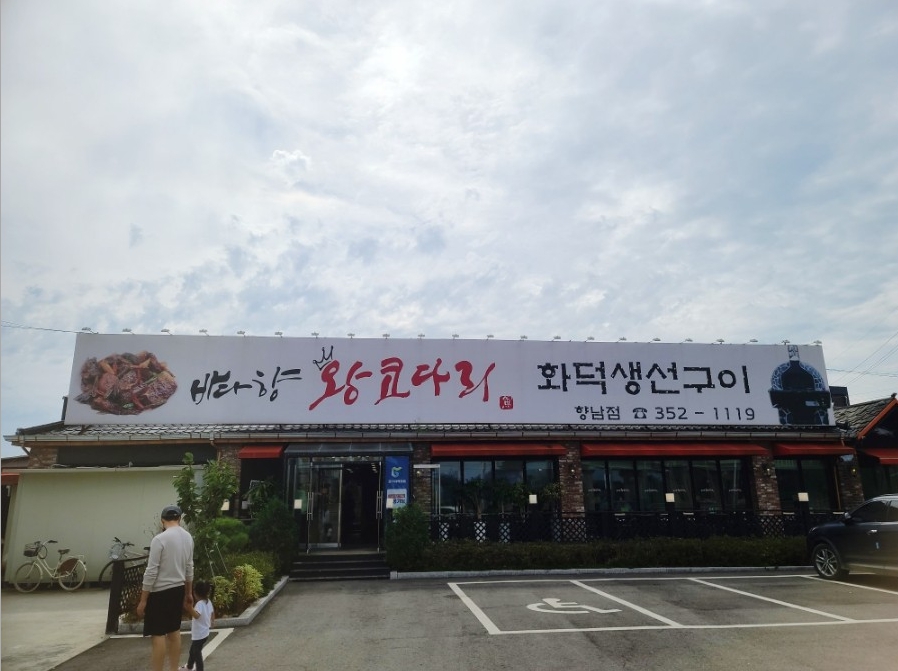 바다향 왕코다리 화덕생선구이
향남점 ☎ 352 - 1119